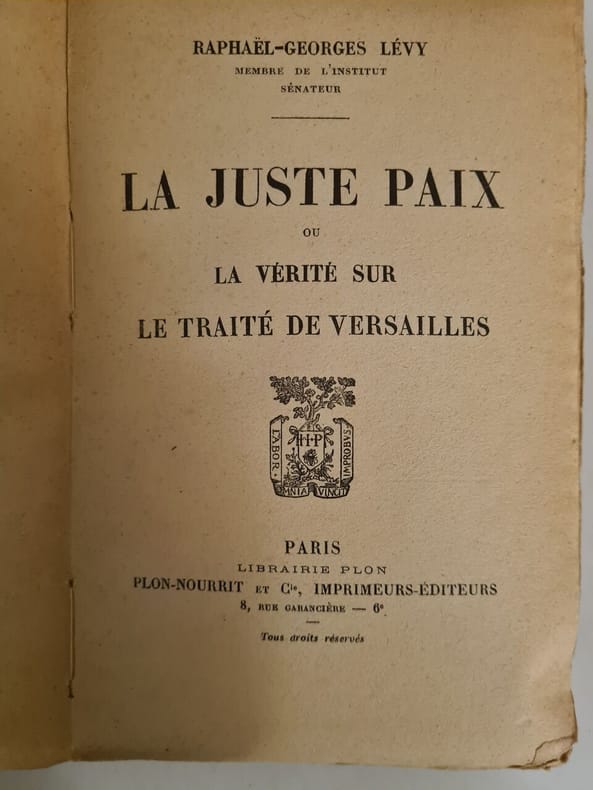 RAPHAËL-GEORGES LÉVY
MEMBRE DE L'INSTITUT
SÉNATEUR
LA JUSTE PAIX
OU
LA VÉRITÉ SUR
LE TRAITÉ DE VERSAILLES
H·P
LABOR
IMPROBVS
OMNIA VINCIT
PARIS
LIBRAIRIE PLON
PLON-NOURRIT ET Cie, IMPRIMEURS-ÉDITEURS
8, RUE GARANCIÈRE — 6e
Tous droits réservés